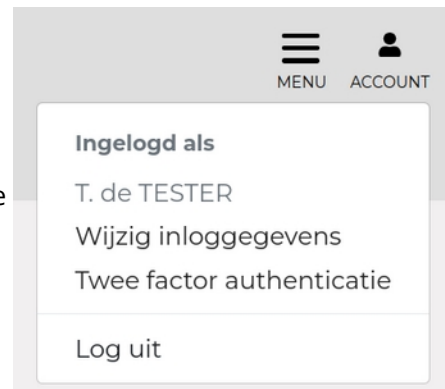 MENU ACCOUNT
Ingelogd als
T. de TESTER
e
Wijzig inloggegevens
Twee factor authenticatie
Log uit